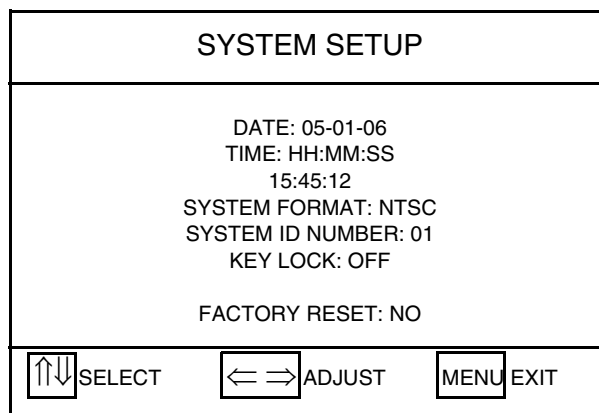 SYSTEM SETUP
DATE: 05-01-06
TIME: HH:MM:SS
15:45:12
SYSTEM FORMAT: NTSC
SYSTEM ID NUMBER: 01
KEY LOCK: OFF
FACTORY RESET: NO
⇑⇓ SELECT ⇐ ⇒ ADJUST MENU EXIT